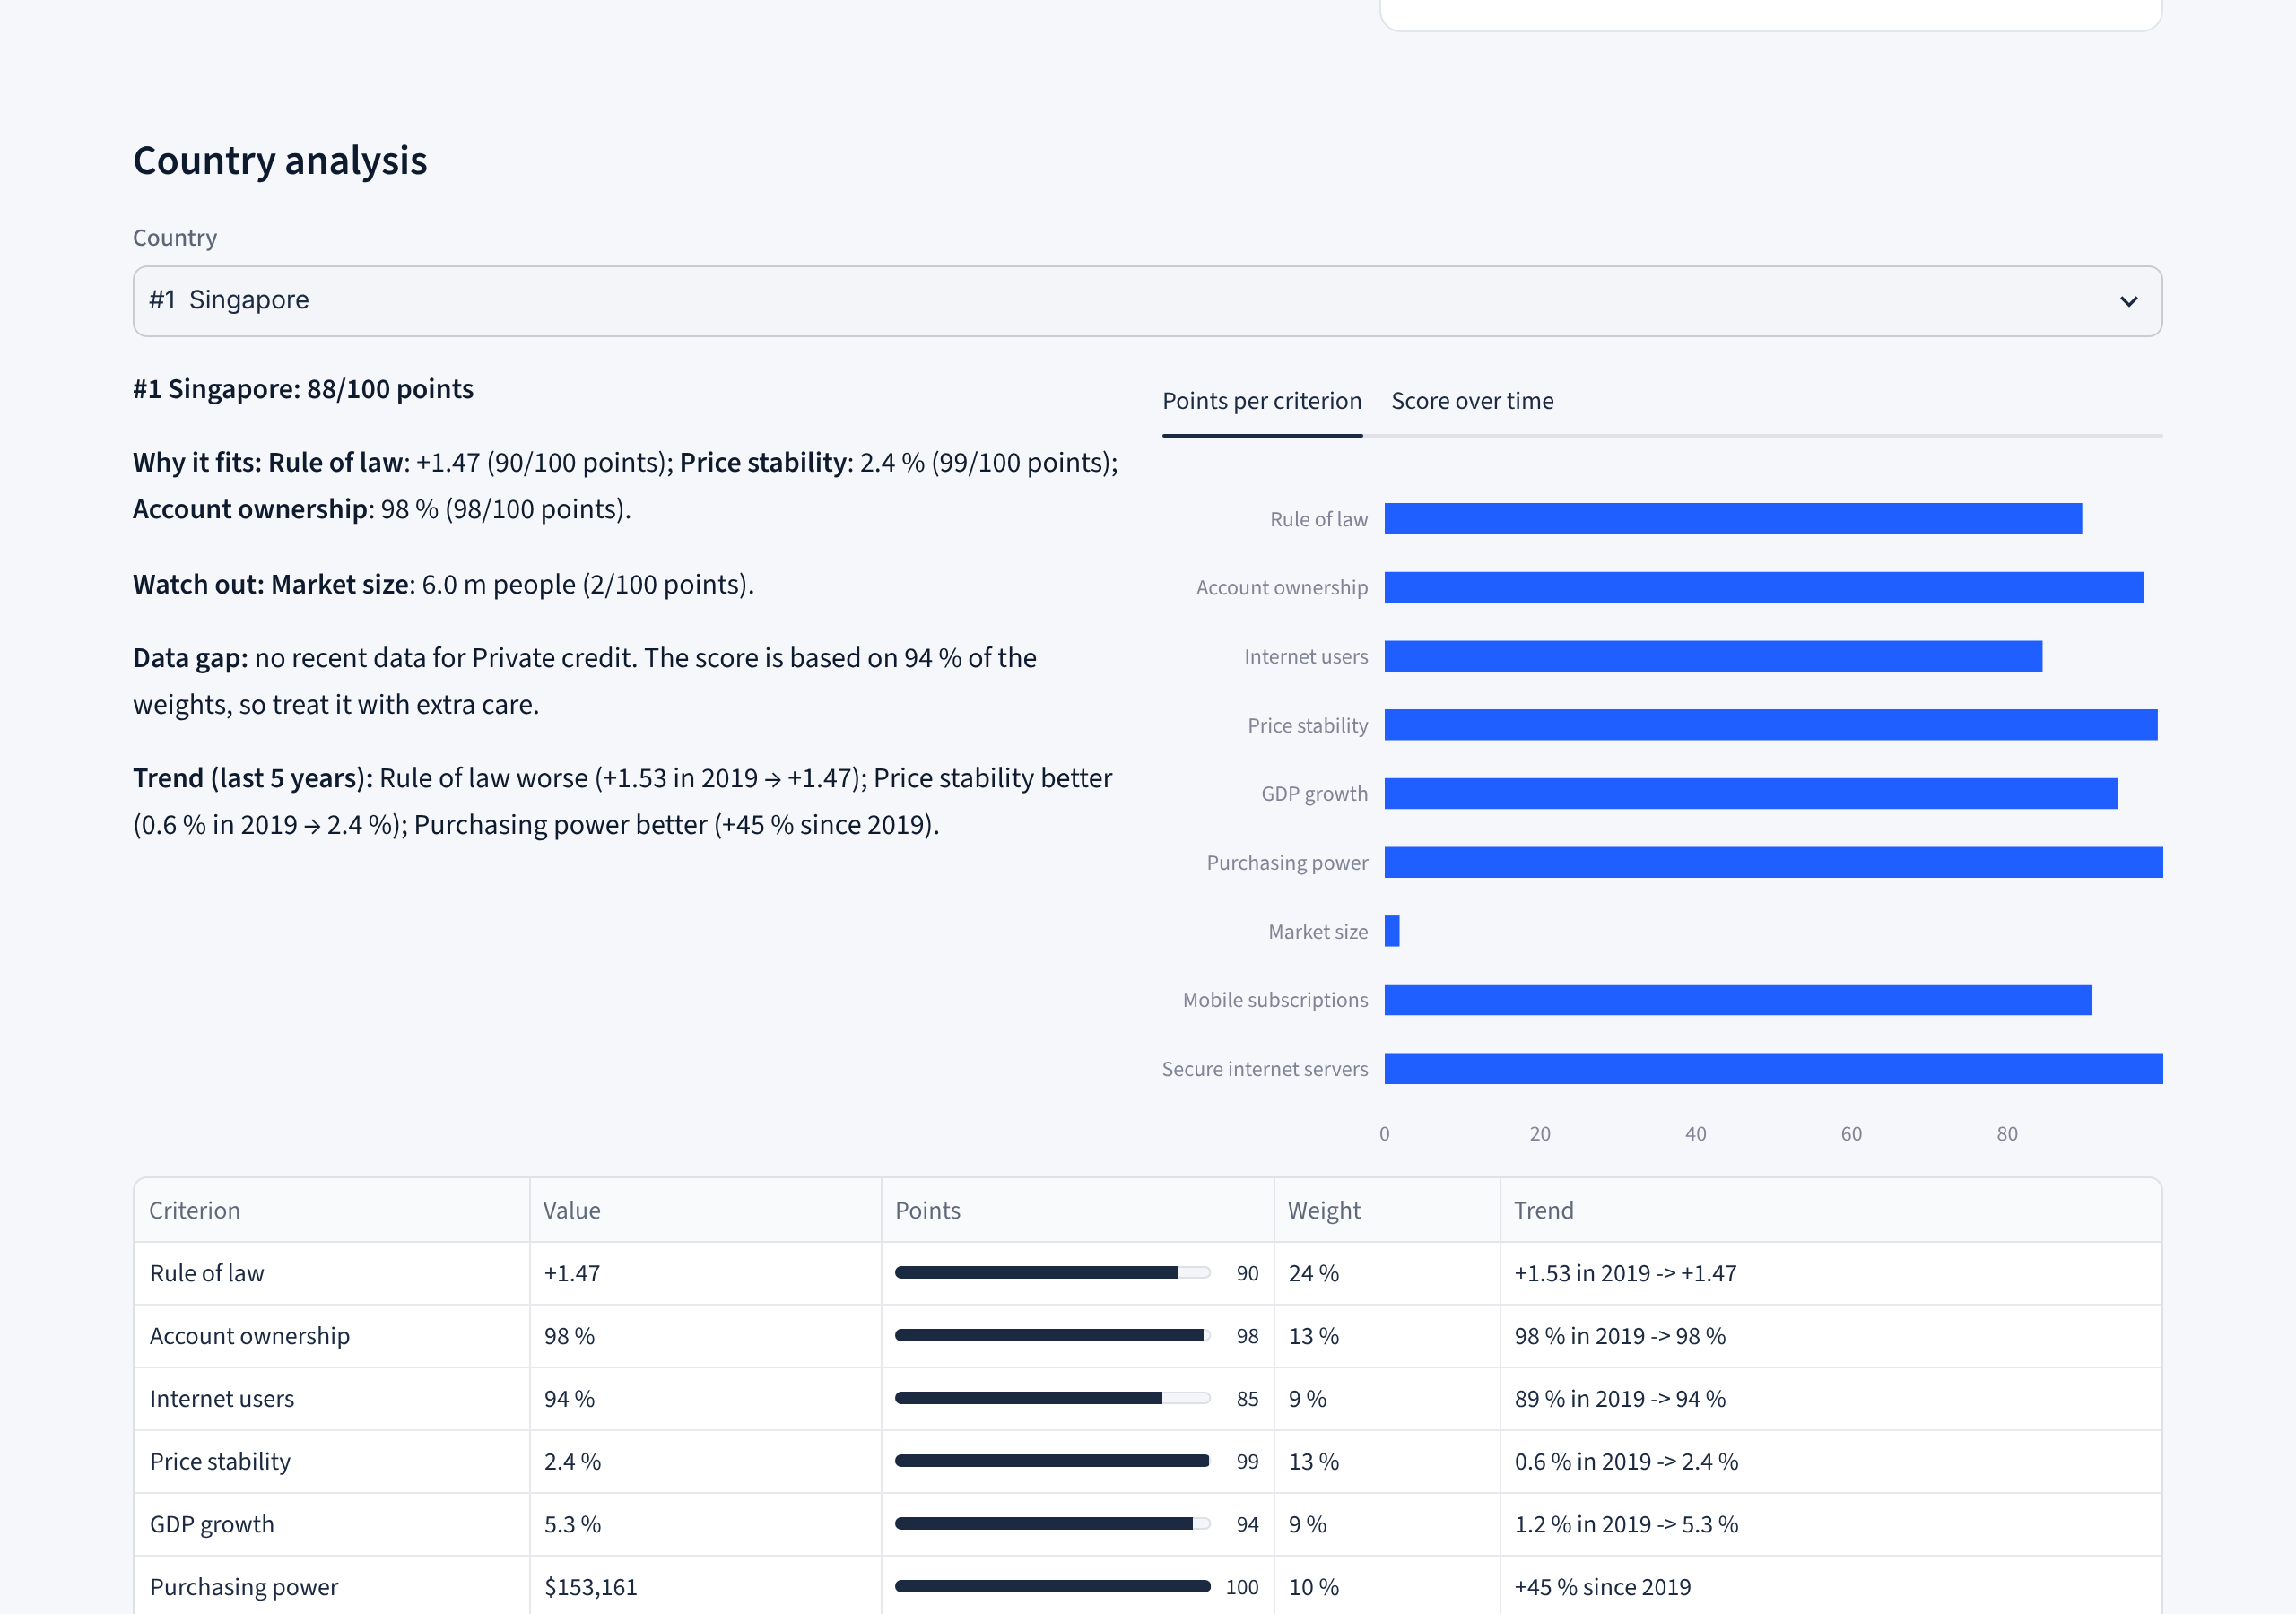 Country analysis
Country
#1 Singapore
#1 Singapore: 88/100 points
Why it fits: Rule of law: +1.47 (90/100 points); Price stability: 2.4 % (99/100 points);
Account ownership: 98 % (98/100 points).
Watch out: Market size: 6.0 m people (2/100 points).
Data gap: no recent data for Private credit. The score is based on 94 % of the
weights, so treat it with extra care.
Trend (last 5 years): Rule of law worse (+1.53 in 2019 → +1.47); Price stability better
(0.6 % in 2019 → 2.4 %); Purchasing power better (+45 % since 2019).
Points per criterion Score over time
Rule of law
Account ownership
Internet users
Price stability
GDP growth
Purchasing power
Market size
Mobile subscriptions
Secure internet servers
0 20 40 60 80
Criterion Value Points Weight Trend
Rule of law +1.47 90 24 % +1.53 in 2019 -> +1.47
Account ownership 98 % 98 13 % 98 % in 2019 -> 98 %
Internet users 94 % 85 9 % 89 % in 2019 -> 94 %
Price stability 2.4 % 99 13 % 0.6 % in 2019 -> 2.4 %
GDP growth 5.3 % 94 9 % 1.2 % in 2019 -> 5.3 %
Purchasing power $153,161 100 10 % +45 % since 2019